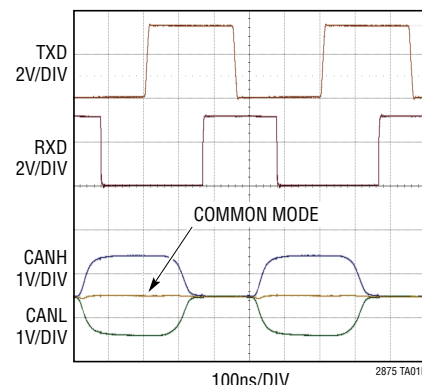 TXD
2V/DIV
RXD
2V/DIV
COMMON MODE
CANH
1V/DIV
CANL
1V/DIV
100ns/DIV